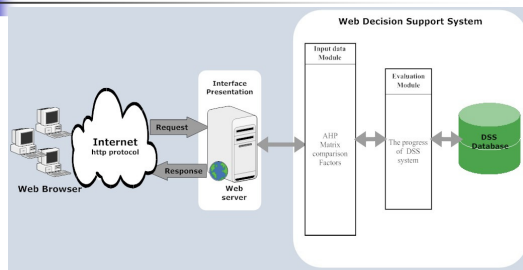 Web Decision Support System
Input data
Module
Interface
Presentation
Evaluation
Module
Request
Internet
http protocol
AHP
Matrix
comparison
Factors
The progress
of DSS
system
DSS
Database
Response
Web Browser
Web
server